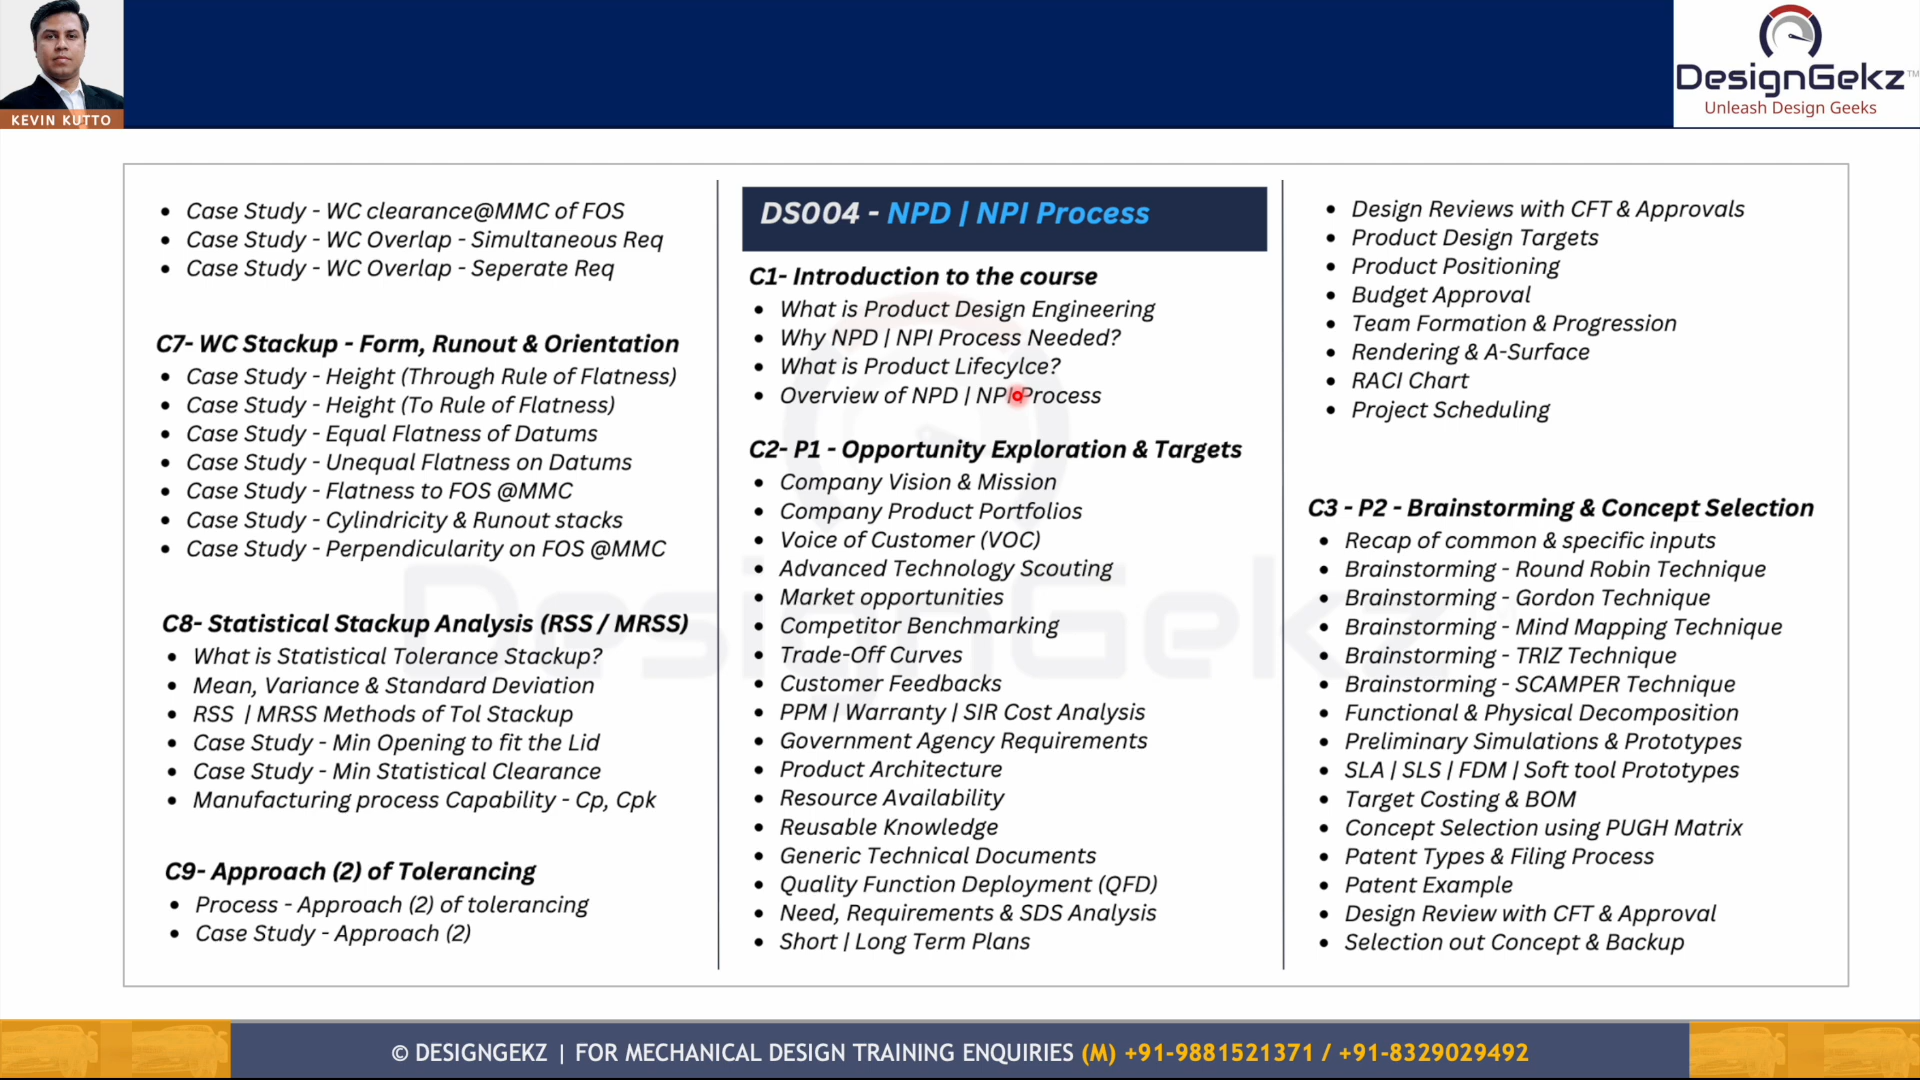 KEVIN KUTTO
DesignGekz™
Unleash Design Geeks
• Case Study - WC clearance@MMC of FOS
• Case Study - WC Overlap - Simultaneous Req
• Case Study - WC Overlap - Seperate Req
C7- WC Stackup - Form, Runout & Orientation
• Case Study - Height (Through Rule of Flatness)
• Case Study - Height (To Rule of Flatness)
• Case Study - Equal Flatness of Datums
• Case Study - Unequal Flatness on Datums
• Case Study - Flatness to FOS @MMC
• Case Study - Cylindricity & Runout stacks
• Case Study - Perpendicularity on FOS @MMC
C8- Statistical Stackup Analysis (RSS / MRSS)
• What is Statistical Tolerance Stackup?
• Mean, Variance & Standard Deviation
• RSS | MRSS Methods of Tol Stackup
• Case Study - Min Opening to fit the Lid
• Case Study - Min Statistical Clearance
• Manufacturing process Capability - Cp, Cpk
C9- Approach (2) of Tolerancing
• Process - Approach (2) of tolerancing
• Case Study - Approach (2)
DS004 - NPD | NPI Process
C1- Introduction to the course
• What is Product Design Engineering
• Why NPD | NPI Process Needed?
• What is Product Lifecylce?
• Overview of NPD | NPI Process
C2- P1 - Opportunity Exploration & Targets
• Company Vision & Mission
• Company Product Portfolios
• Voice of Customer (VOC)
• Advanced Technology Scouting
• Market opportunities
• Competitor Benchmarking
• Trade-Off Curves
• Customer Feedbacks
• PPM | Warranty | SIR Cost Analysis
• Government Agency Requirements
• Product Architecture
• Resource Availability
• Reusable Knowledge
• Generic Technical Documents
• Quality Function Deployment (QFD)
• Need, Requirements & SDS Analysis
• Short | Long Term Plans
• Design Reviews with CFT & Approvals
• Product Design Targets
• Product Positioning
• Budget Approval
• Team Formation & Progression
• Rendering & A-Surface
• RACI Chart
• Project Scheduling
C3 - P2 - Brainstorming & Concept Selection
• Recap of common & specific inputs
• Brainstorming - Round Robin Technique
• Brainstorming - Gordon Technique
• Brainstorming - Mind Mapping Technique
• Brainstorming - TRIZ Technique
• Brainstorming - SCAMPER Technique
• Functional & Physical Decomposition
• Preliminary Simulations & Prototypes
• SLA | SLS | FDM | Soft tool Prototypes
• Target Costing & BOM
• Concept Selection using PUGH Matrix
• Patent Types & Filing Process
• Patent Example
• Design Review with CFT & Approval
• Selection out Concept & Backup
DesignGekz
© DESIGNGEKZ | FOR MECHANICAL DESIGN TRAINING ENQUIRIES (M) +91-9881521371 / +91-8329029492